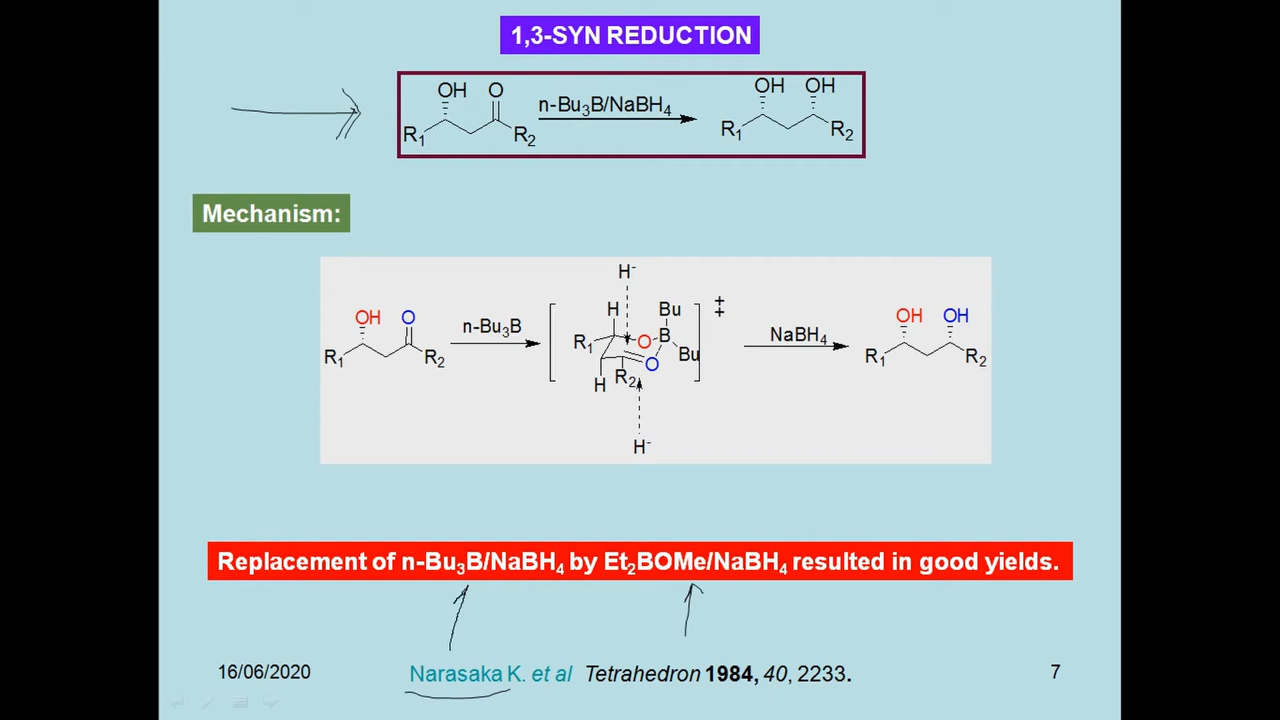 1,3-SYN REDUCTION
OH O n-Bu₃B/NaBH₄ OH OH
R₁ R₂ R₁ R₂
Mechanism:
H⁻
OH O n-Bu₃B H Bu ‡ NaBH₄ OH OH
R₁ R₂ R₁ O B Bu R₁ R₂
H R₂ O
H⁻
Replacement of n-Bu₃B/NaBH₄ by Et₂BOMe/NaBH₄ resulted in good yields.
16/06/2020 Narasaka K. et al Tetrahedron 1984, 40, 2233. 7